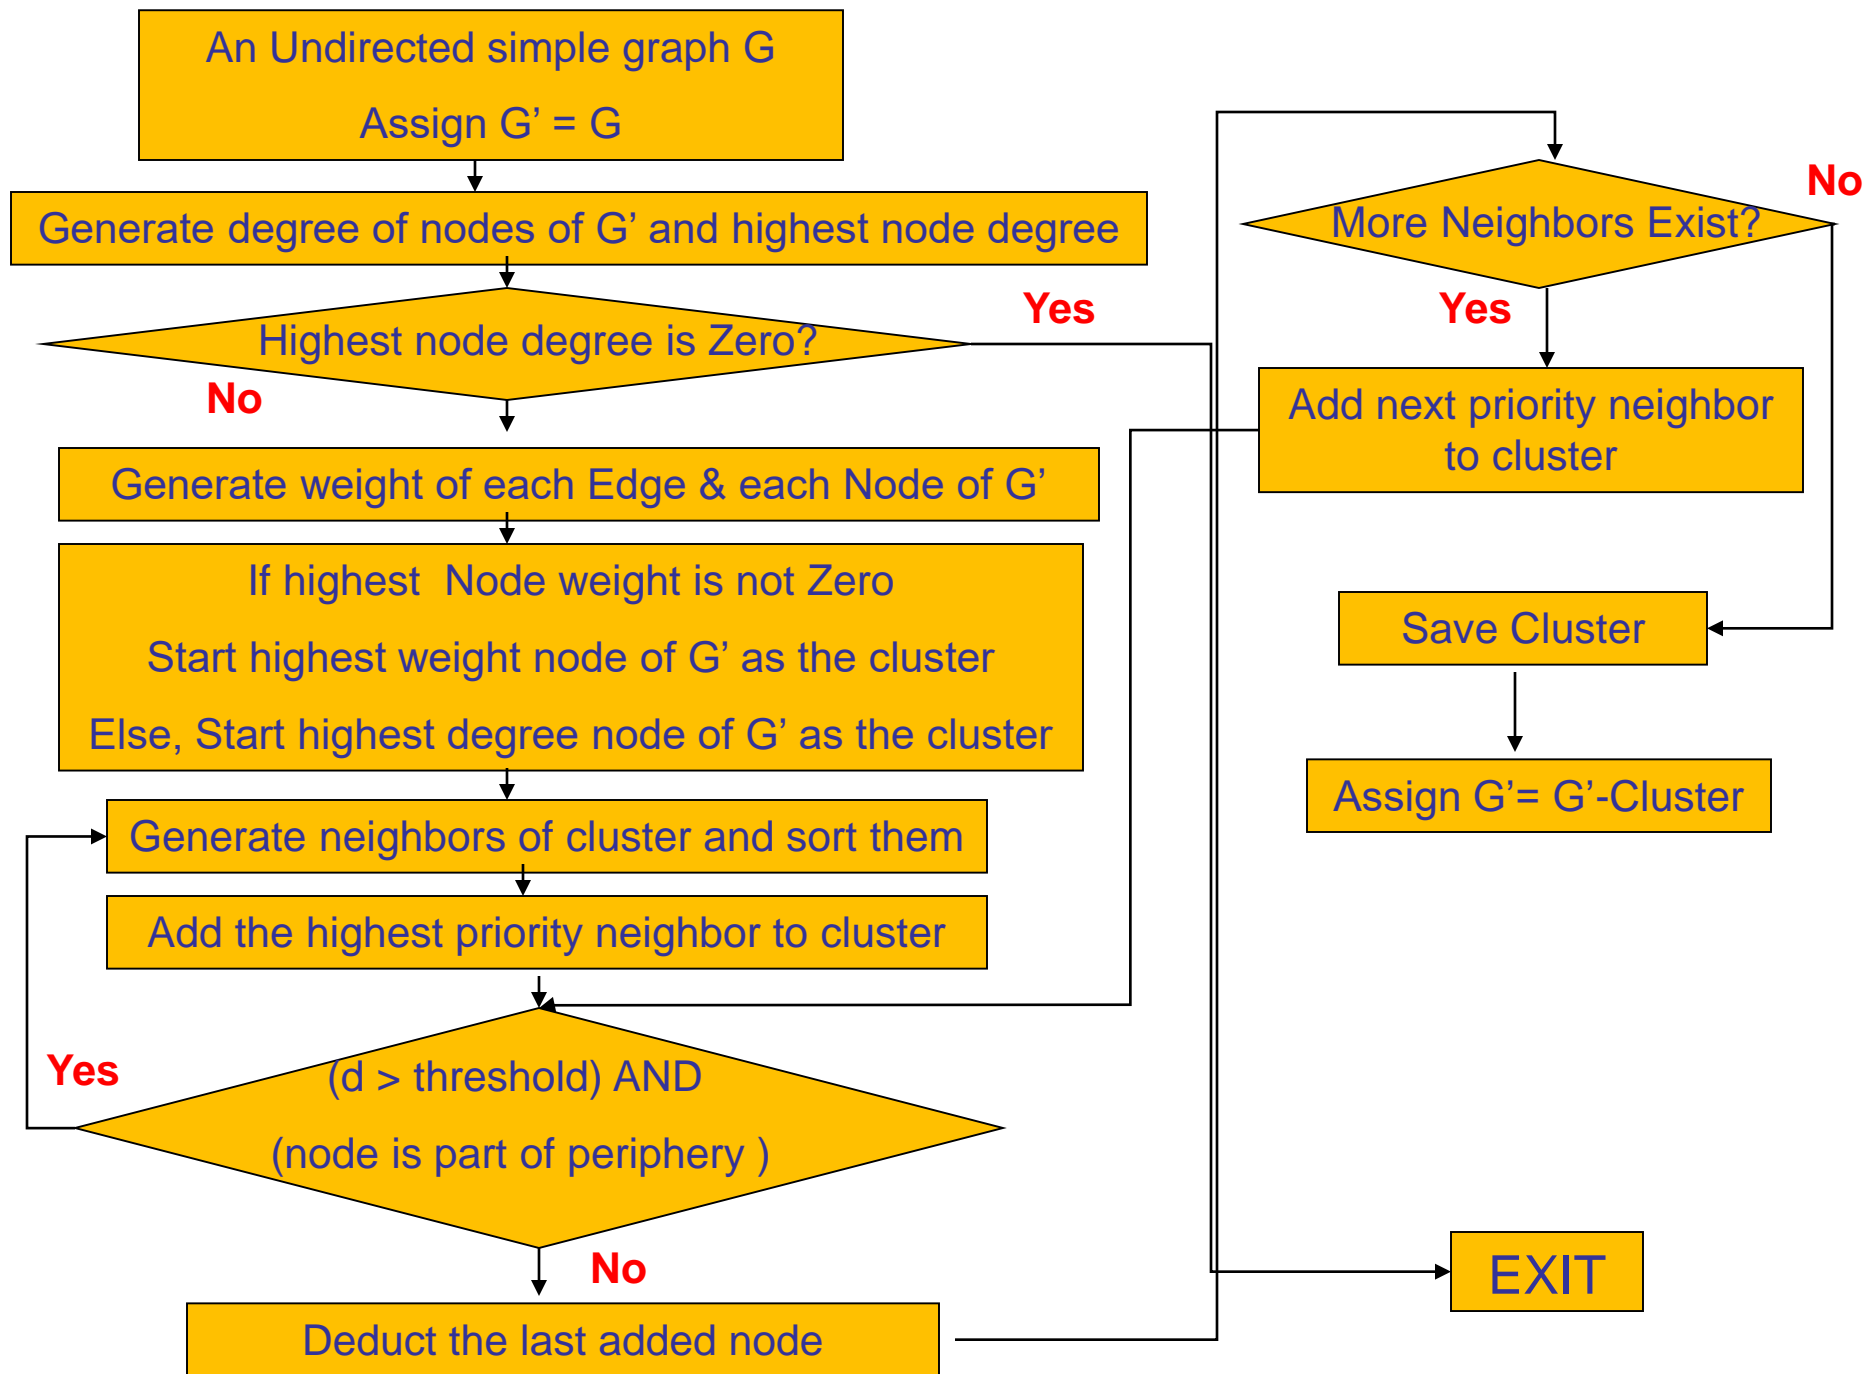 An Undirected simple graph G
Assign G’ = G
Generate degree of nodes of G’ and highest node degree
Highest node degree is Zero?
Yes
No
Generate weight of each Edge & each Node of G’
If highest  Node weight is not Zero
Start highest weight node of G’ as the cluster
Else, Start highest degree node of G’ as the cluster
Generate neighbors of cluster and sort them
Add the highest priority neighbor to cluster
Yes
(d > threshold) AND
(node is part of periphery )
No
Deduct the last added node
More Neighbors Exist?
No
Yes
Add next priority neighbor
to cluster
Save Cluster
Assign G’= G’-Cluster
EXIT